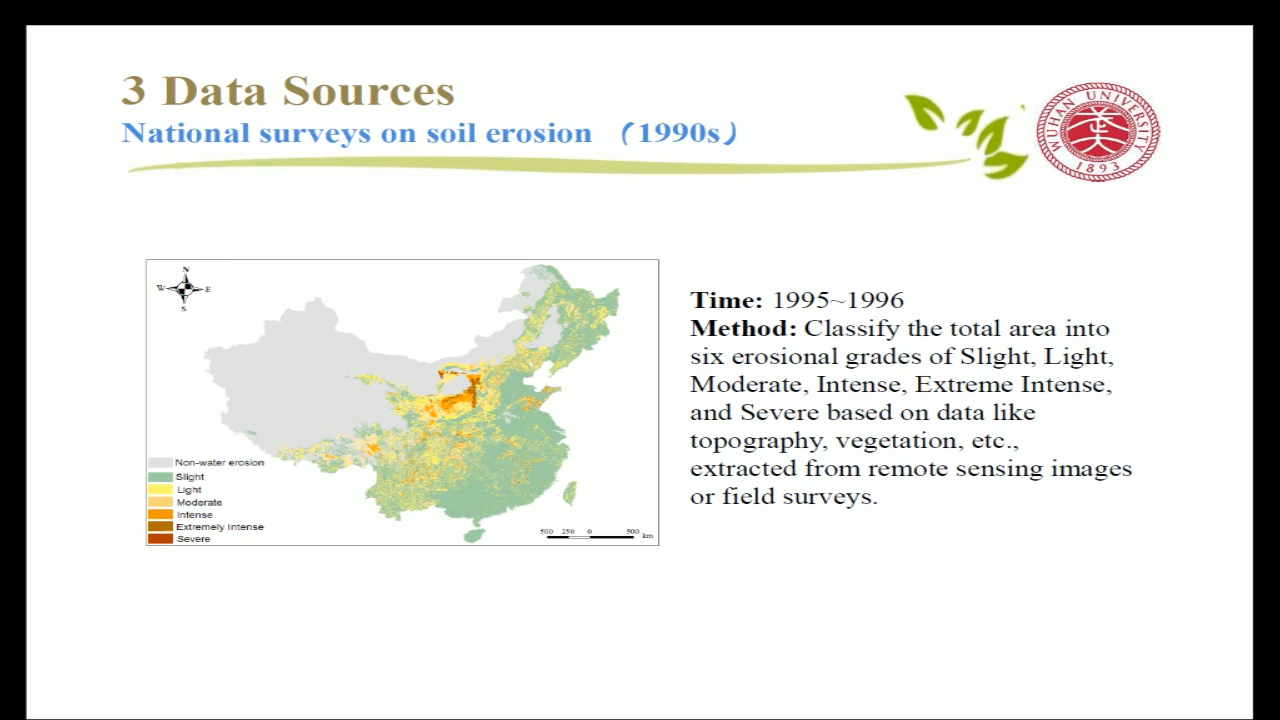 3 Data Sources
National surveys on soil erosion （1990s）
WUHAN UNIVERSITY
1893
N
W
E
S
Non-water erosion
Slight
Light
Moderate
Intense
Extremely Intense
Severe
500 250 0 500
km
Time: 1995~1996
Method: Classify the total area into
six erosional grades of Slight, Light,
Moderate, Intense, Extreme Intense,
and Severe based on data like
topography, vegetation, etc.,
extracted from remote sensing images
or field surveys.